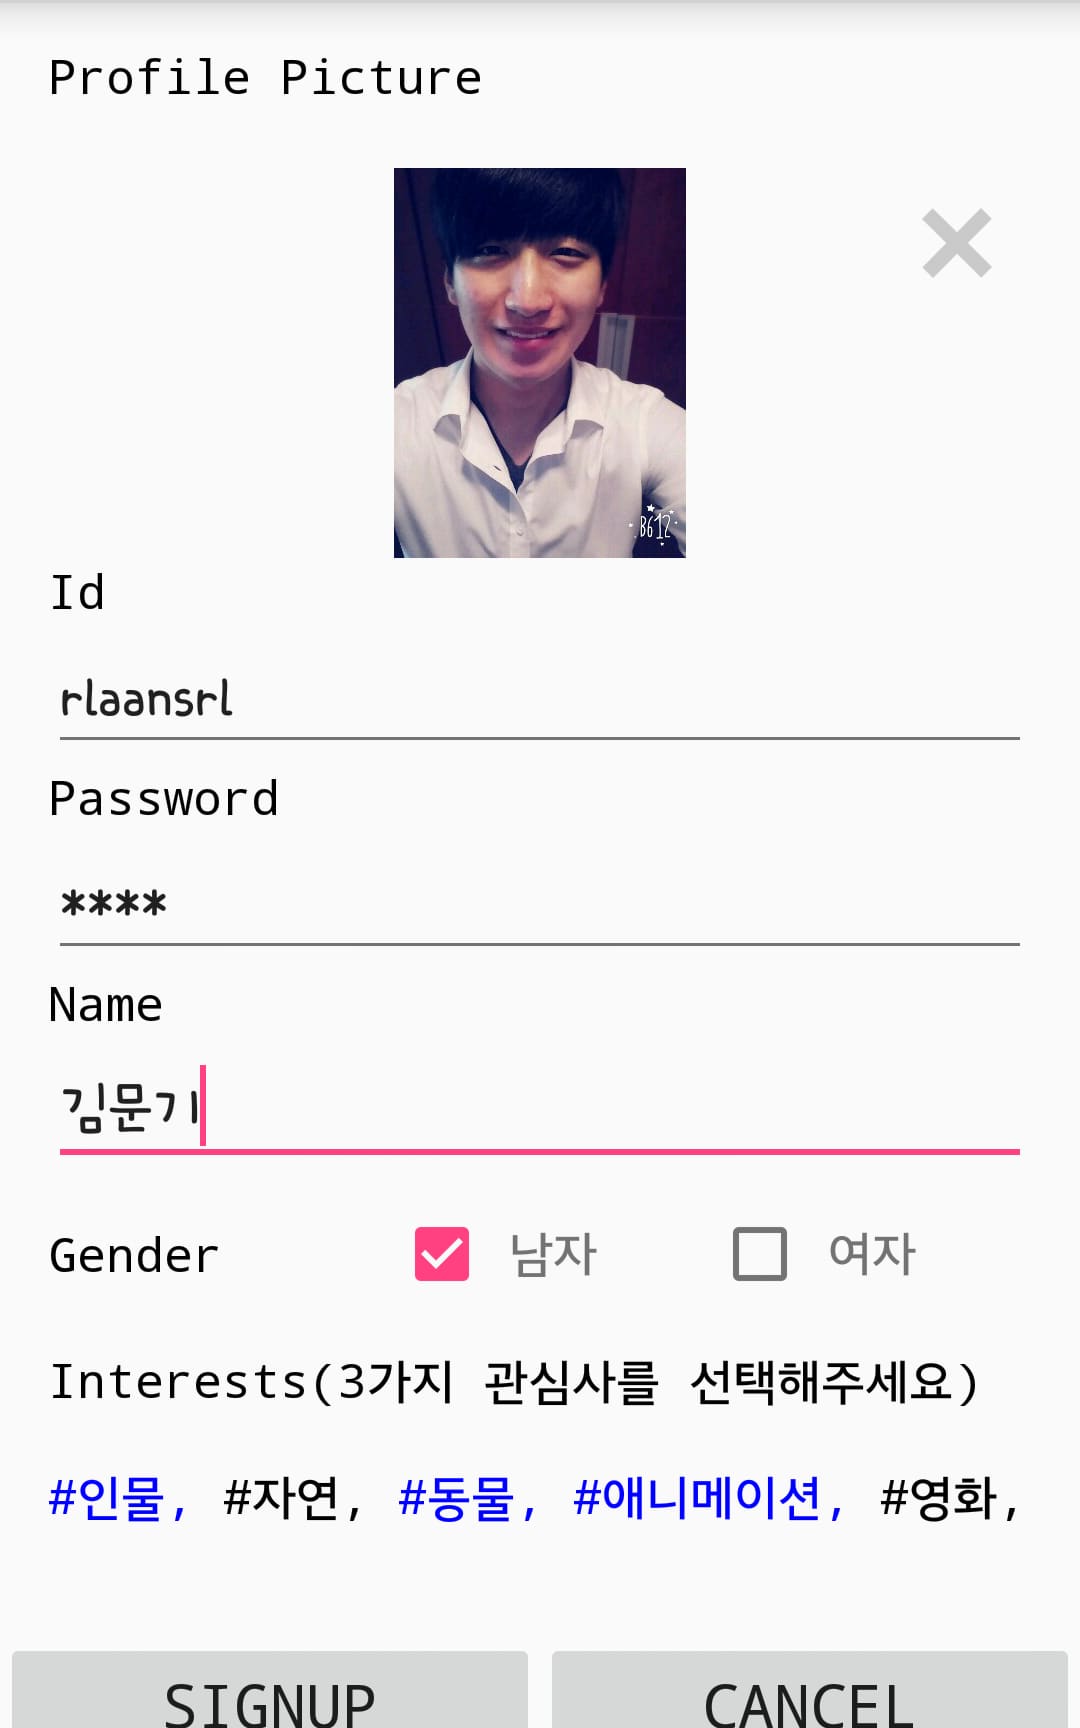 Profile Picture
B612
Id
rlaansrl
Password
****
Name
김문기
Gender 남자 여자
Interests(3가지 관심사를 선택해주세요)
#인물, #자연, #동물, #애니메이션, #영화,
SIGNUP CANCEL